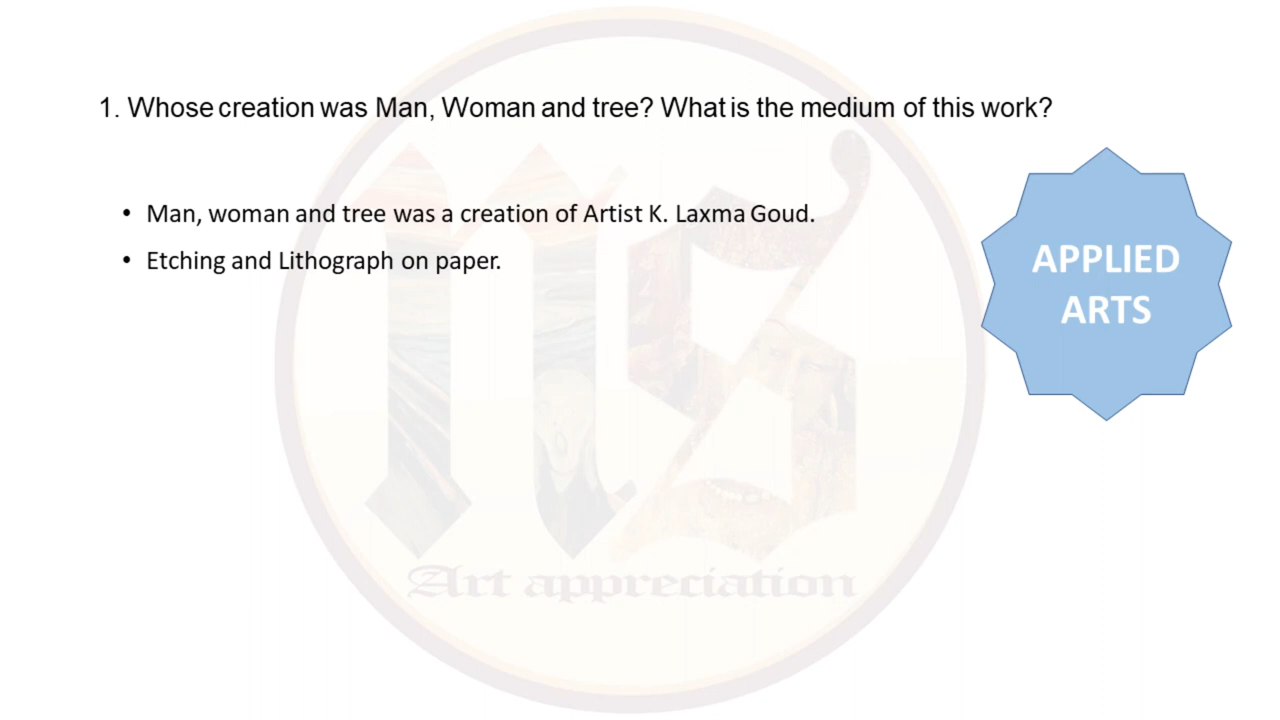 1. Whose creation was Man, Woman and tree? What is the medium of this work?
• Man, woman and tree was a creation of Artist K. Laxma Goud.
• Etching and Lithograph on paper.
APPLIED
ARTS
ns
Art appreciation